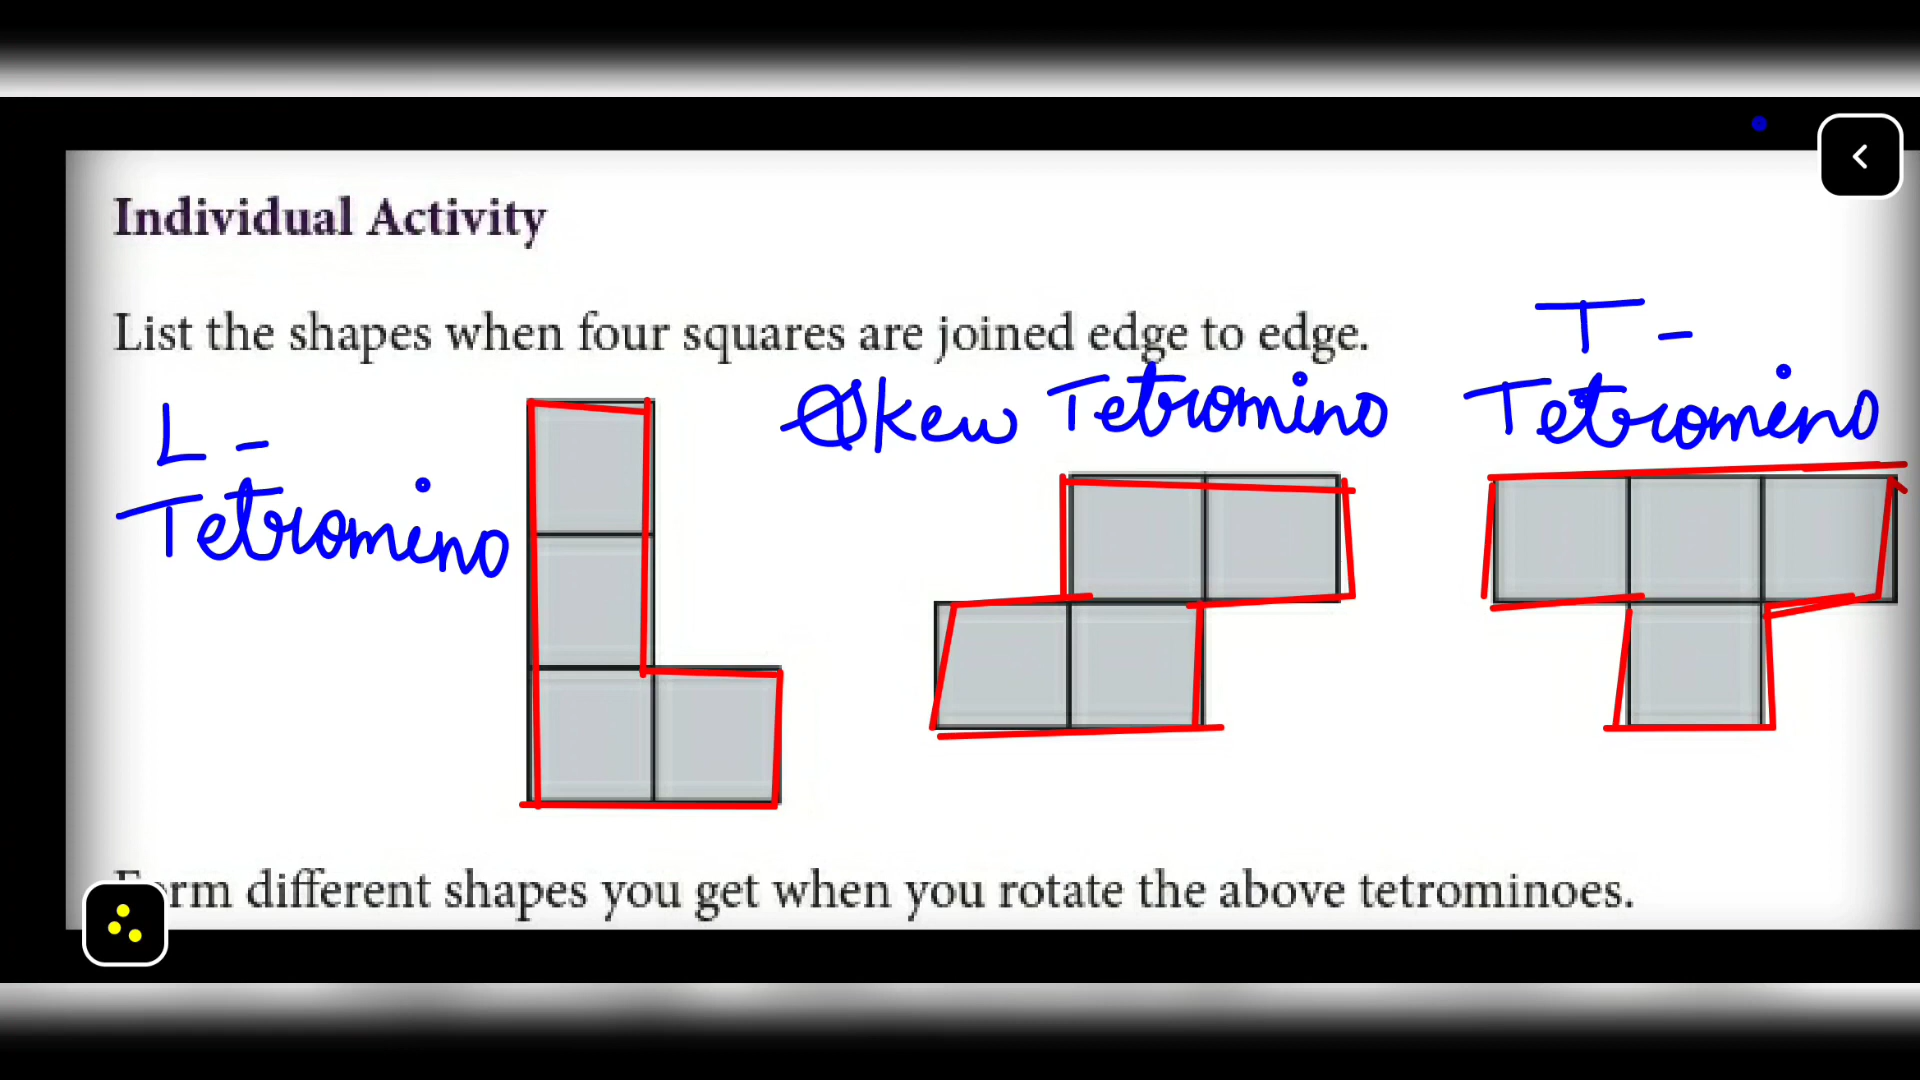 Individual Activity
List the shapes when four squares are joined edge to edge.
T -
Tetromino
Skew Tetromino
L -
Tetromino
Form different shapes you get when you rotate the above tetrominoes.